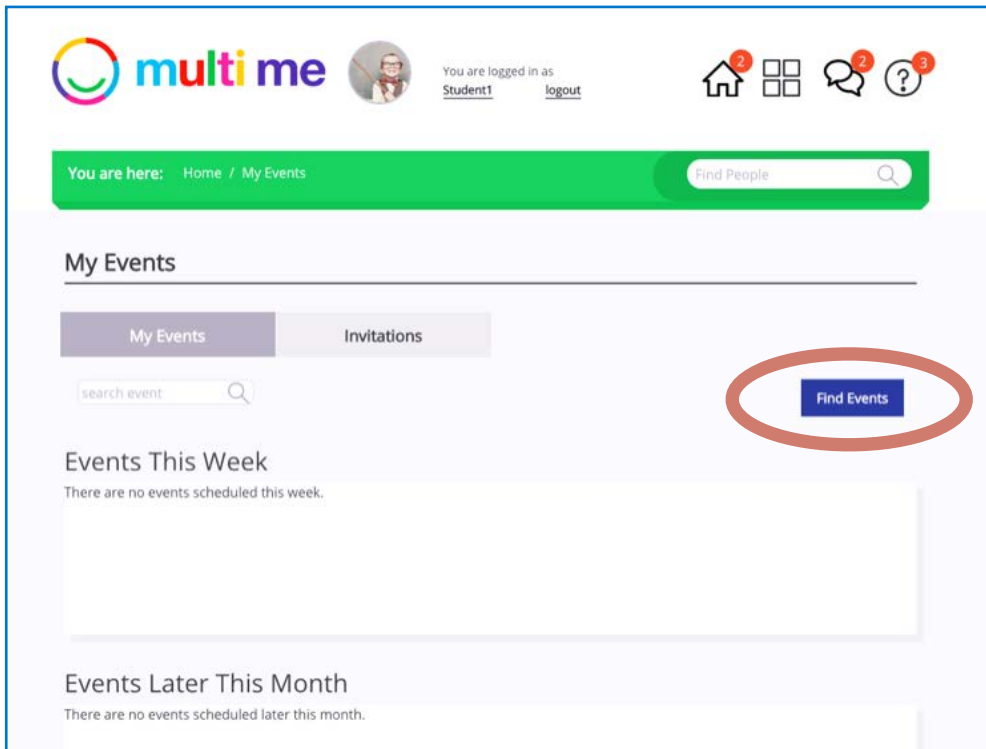 multi me
You are logged in as
Student1 logout
2
2
3
?
You are here: Home / My Events
Find People
My Events
My Events
Invitations
search event
Find Events
Events This Week
There are no events scheduled this week.
Events Later This Month
There are no events scheduled later this month.